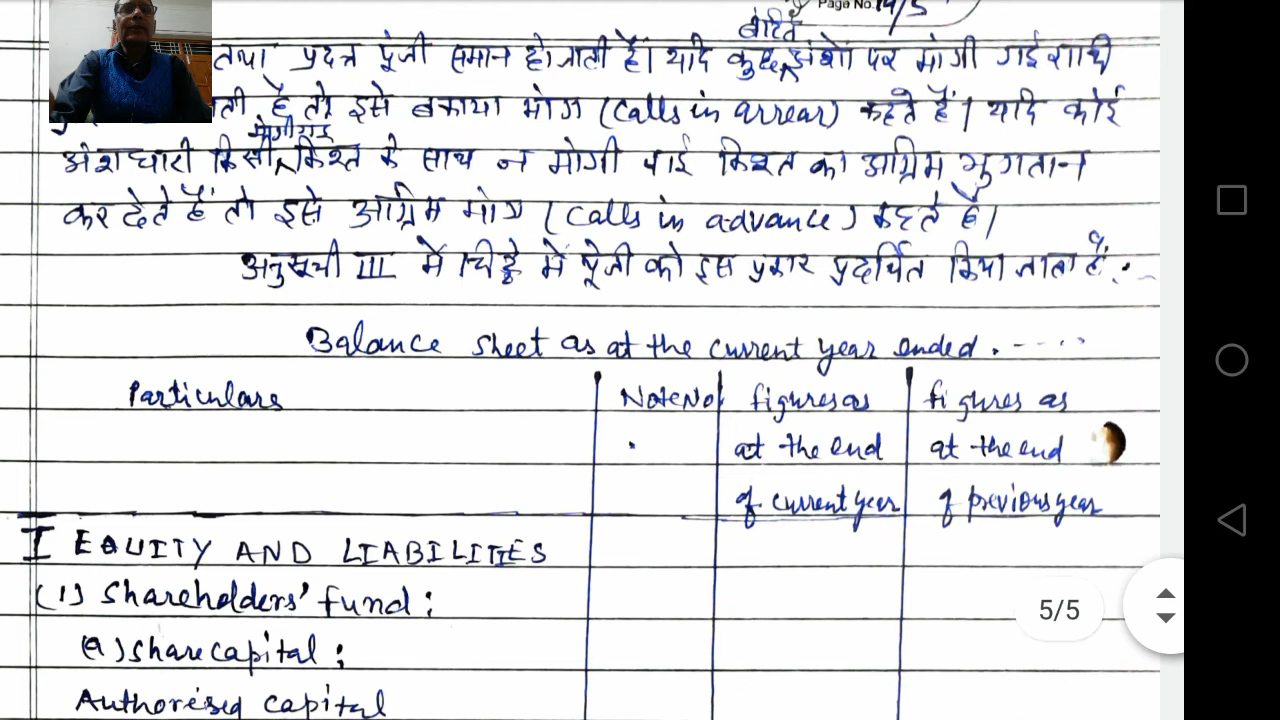 Page No. 14/5
बंटित
तथा प्रदत्त पूंजी समान हो जाती है। यदि कुछ अंशों पर मांगी गई राशि
है तो इसे बकाया मांग (calls in arrear) कहते हैं। यदि कोई
मांगी गई
अंशधारी किसी किश्त के साथ न मांगी गई किश्त का अग्रिम भुगतान
कर देते हैं तो इसे अग्रिम मांग (calls in advance) कहते हैं।
अनुसूची III में चिट्ठे में पूंजी को इस प्रकार प्रदर्शित किया जाता है :-
Balance sheet as at the current year ended . ----
Particulars Note No. figures as figures as
at the end at the end
of current year of previous year
I EQUITY AND LIABILITIES
(1) Shareholders' fund :
5/5
(a) Share capital :
Authorised capital